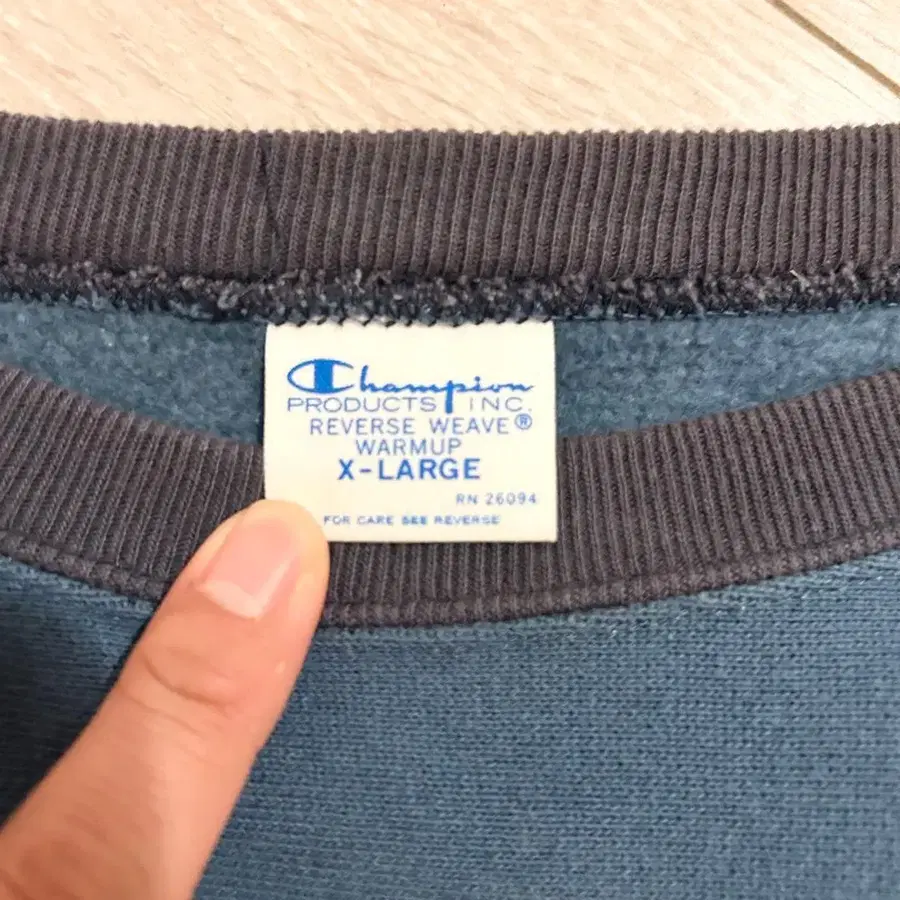 Champion
PRODUCTS INC.
REVERSE WEAVE®
WARMUP
X-LARGE
RN 26094
FOR CARE SEE REVERSE